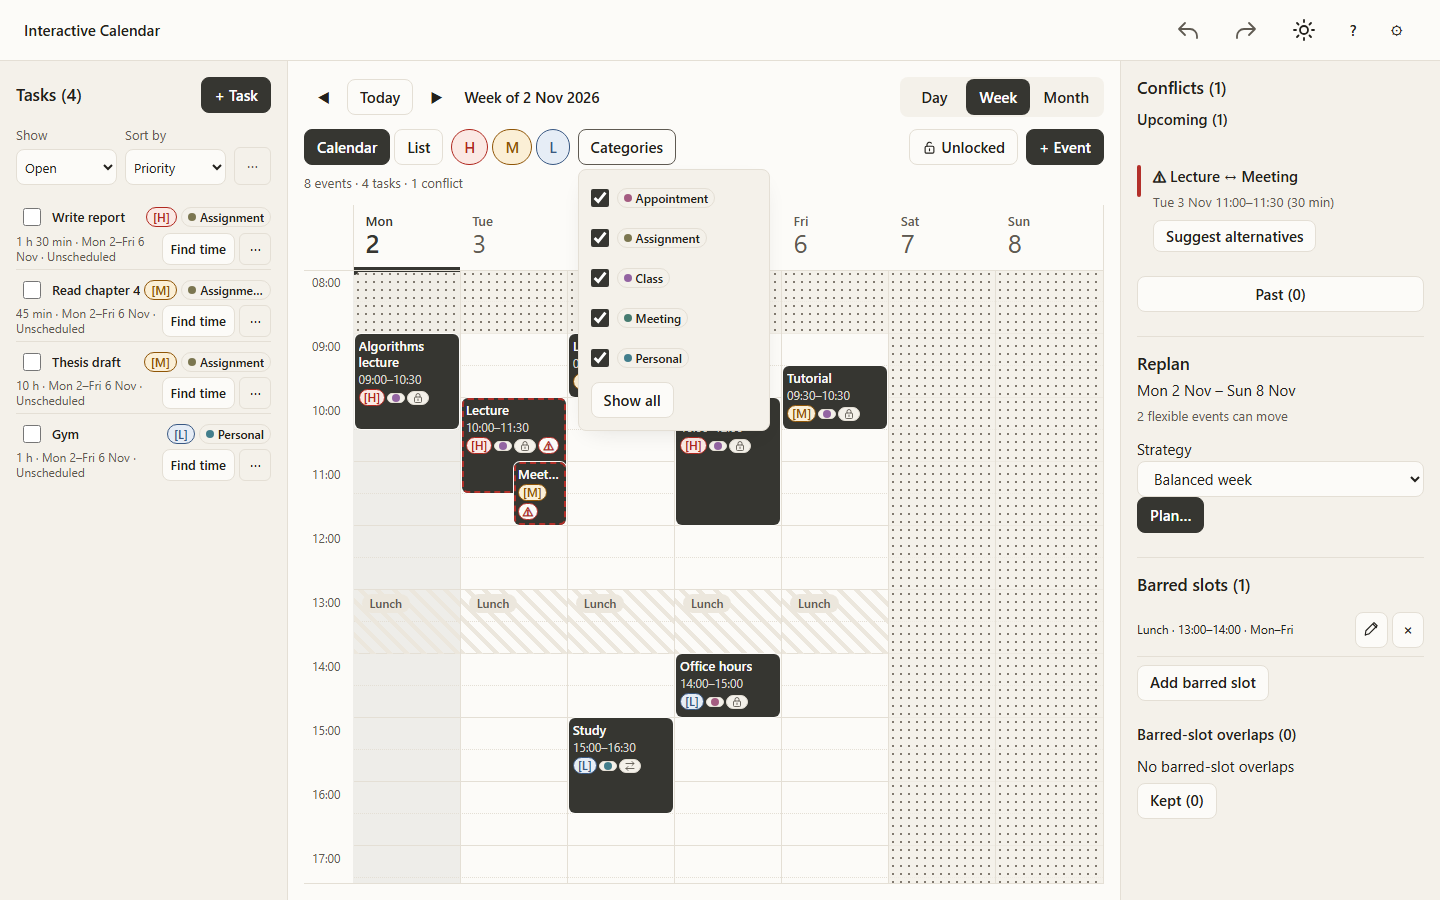 Interactive Calendar
?
Tasks (4)
+ Task
Show
Sort by
Open
Priority
...
Write report [H] Assignment
1 h 30 min · Mon 2–Fri 6
Nov · Unscheduled
Find time
...
Read chapter 4 [M] Assignme...
45 min · Mon 2–Fri 6 Nov ·
Unscheduled
Find time
...
Thesis draft [M] Assignment
10 h · Mon 2–Fri 6 Nov ·
Unscheduled
Find time
...
Gym [L] Personal
1 h · Mon 2–Fri 6 Nov ·
Unscheduled
Find time
...
◀ Today ▶ Week of 2 Nov 2026
Day Week Month
Calendar List H M L Categories
Unlocked + Event
8 events · 4 tasks · 1 conflict
Appointment
Assignment
Class
Meeting
Personal
Show all
Mon
2
Tue
3
Fri
6
Sat
7
Sun
8
08:00
09:00
10:00
11:00
12:00
13:00
14:00
15:00
16:00
17:00
Algorithms
lecture
09:00–10:30
[H]
Lecture
10:00–11:30
[H]
Meet...
[M]
[H]
Tutorial
09:30–10:30
[M]
Lunch
Lunch
Lunch
Lunch
Lunch
Office hours
14:00–15:00
[L]
Study
15:00–16:30
[L]
Conflicts (1)
Upcoming (1)
⚠ Lecture ↔ Meeting
Tue 3 Nov 11:00–11:30 (30 min)
Suggest alternatives
Past (0)
Replan
Mon 2 Nov – Sun 8 Nov
2 flexible events can move
Strategy
Balanced week
Plan...
Barred slots (1)
Lunch · 13:00–14:00 · Mon–Fri
×
Add barred slot
Barred-slot overlaps (0)
No barred-slot overlaps
Kept (0)